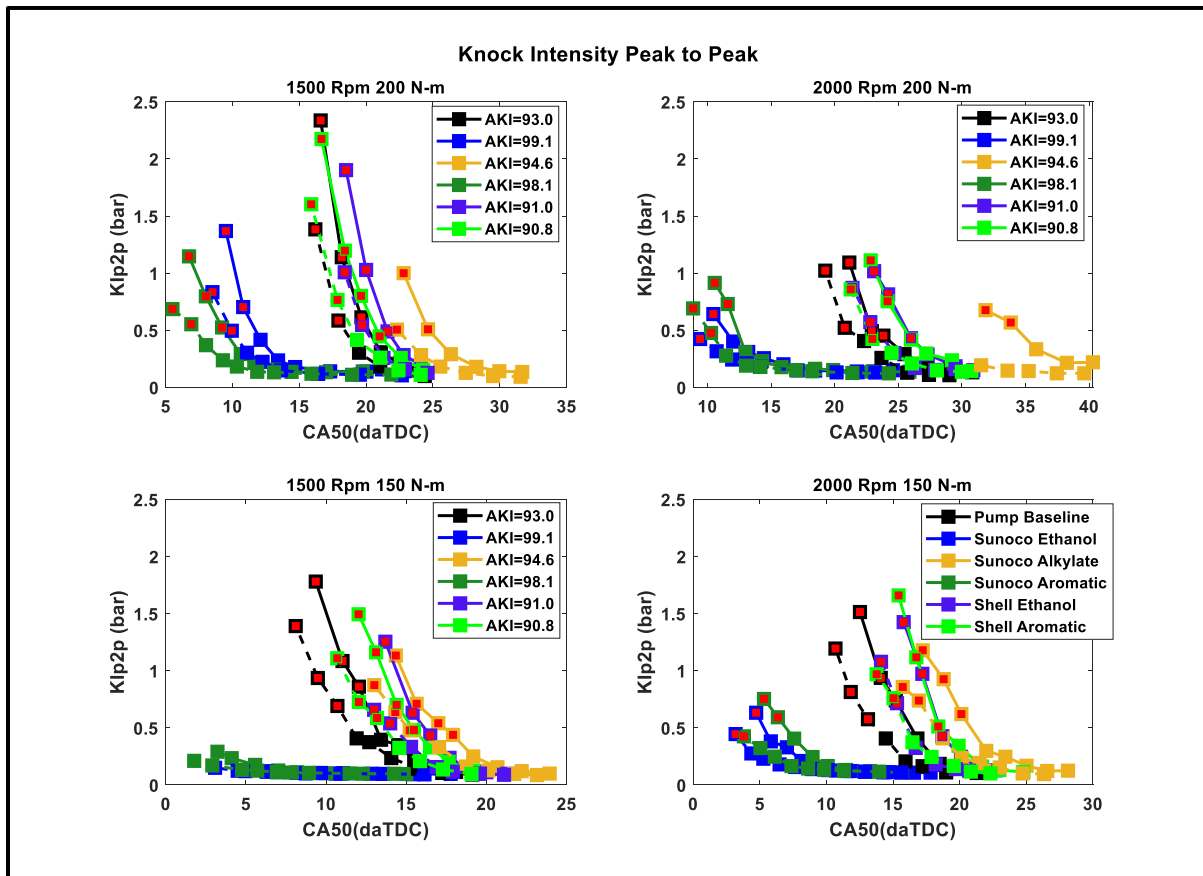 Knock Intensity Peak to Peak
1500 Rpm 200 N-m
2.5
2
1.5
1
0.5
0
KIp2p (bar)
5 10 15 20 25 30 35
CA50(daTDC)
AKI=93.0
AKI=99.1
AKI=94.6
AKI=98.1
AKI=91.0
AKI=90.8
2000 Rpm 200 N-m
2.5
2
1.5
1
0.5
0
KIp2p (bar)
10 15 20 25 30 35 40
CA50(daTDC)
AKI=93.0
AKI=99.1
AKI=94.6
AKI=98.1
AKI=91.0
AKI=90.8
1500 Rpm 150 N-m
2.5
2
1.5
1
0.5
0
KIp2p (bar)
0 5 10 15 20 25
CA50(daTDC)
AKI=93.0
AKI=99.1
AKI=94.6
AKI=98.1
AKI=91.0
AKI=90.8
2000 Rpm 150 N-m
2.5
2
1.5
1
0.5
0
KIp2p (bar)
0 5 10 15 20 25 30
CA50(daTDC)
Pump Baseline
Sunoco Ethanol
Sunoco Alkylate
Sunoco Aromatic
Shell Ethanol
Shell Aromatic